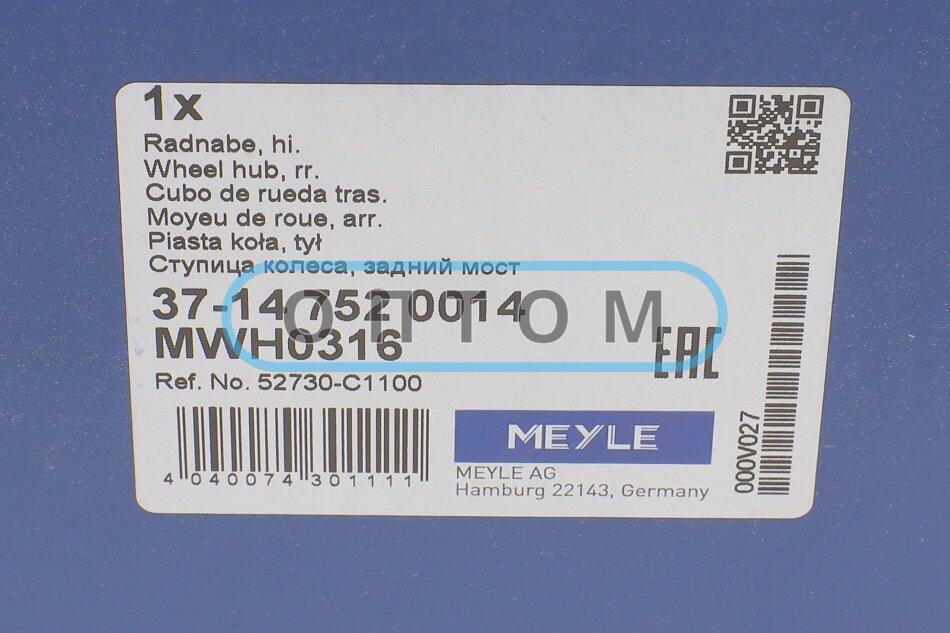 1x
Radnabe, hi.
Wheel hub, rr.
Cubo de rueda tras.
Moyeu de roue, arr.
Piasta koła, tył
Ступица колеса, задний мост
37-14 752 0014
ОПТОМ
MWH0316
EAC
Ref. No. 52730-C1100
4 040074 301111
MEYLE
MEYLE AG
Hamburg 22143, Germany
000V027